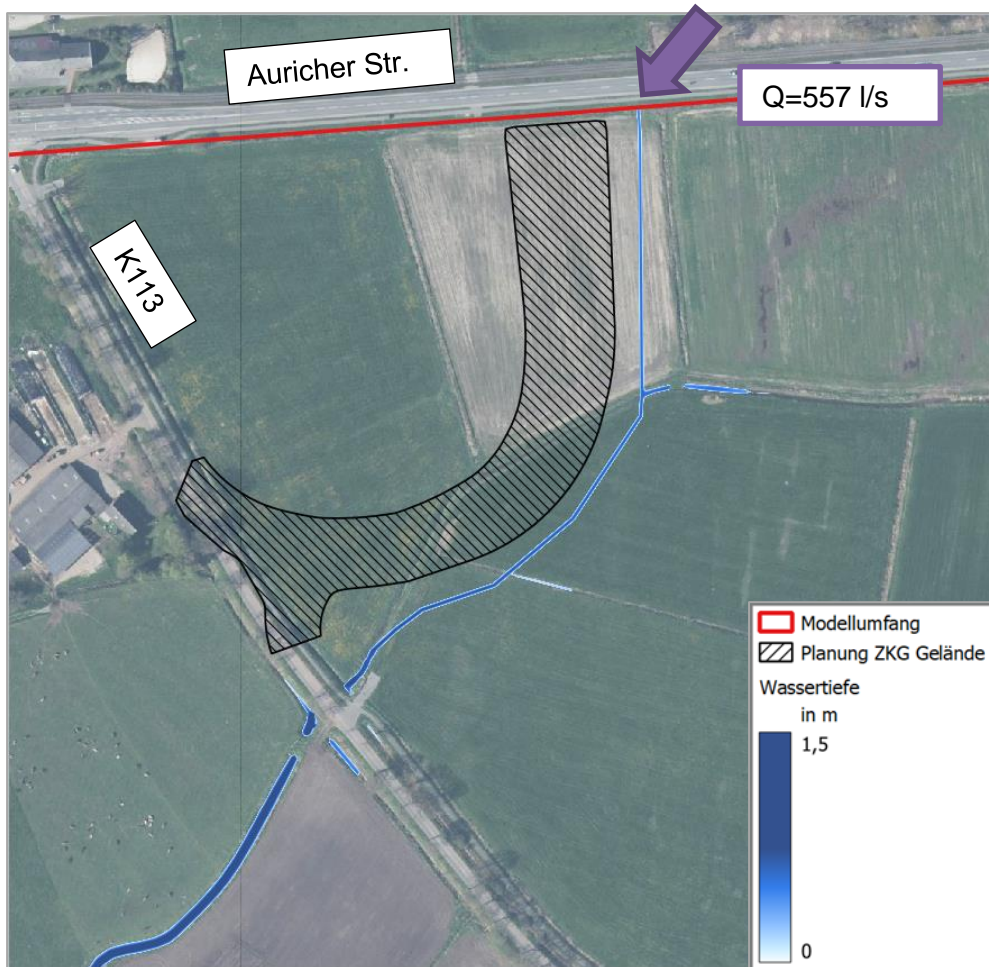 Auricher Str.
Q=557 l/s
K113
Modellumfang
Planung ZKG Gelände
Wassertiefe
in m
1,5
0